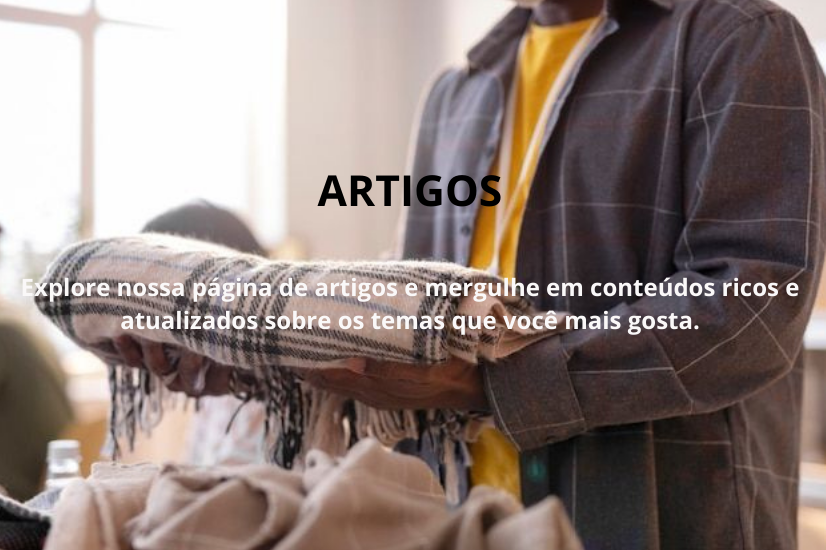 ARTIGOS
Explore nossa página de artigos e mergulhe em conteúdos ricos e
atualizados sobre os temas que você mais gosta.